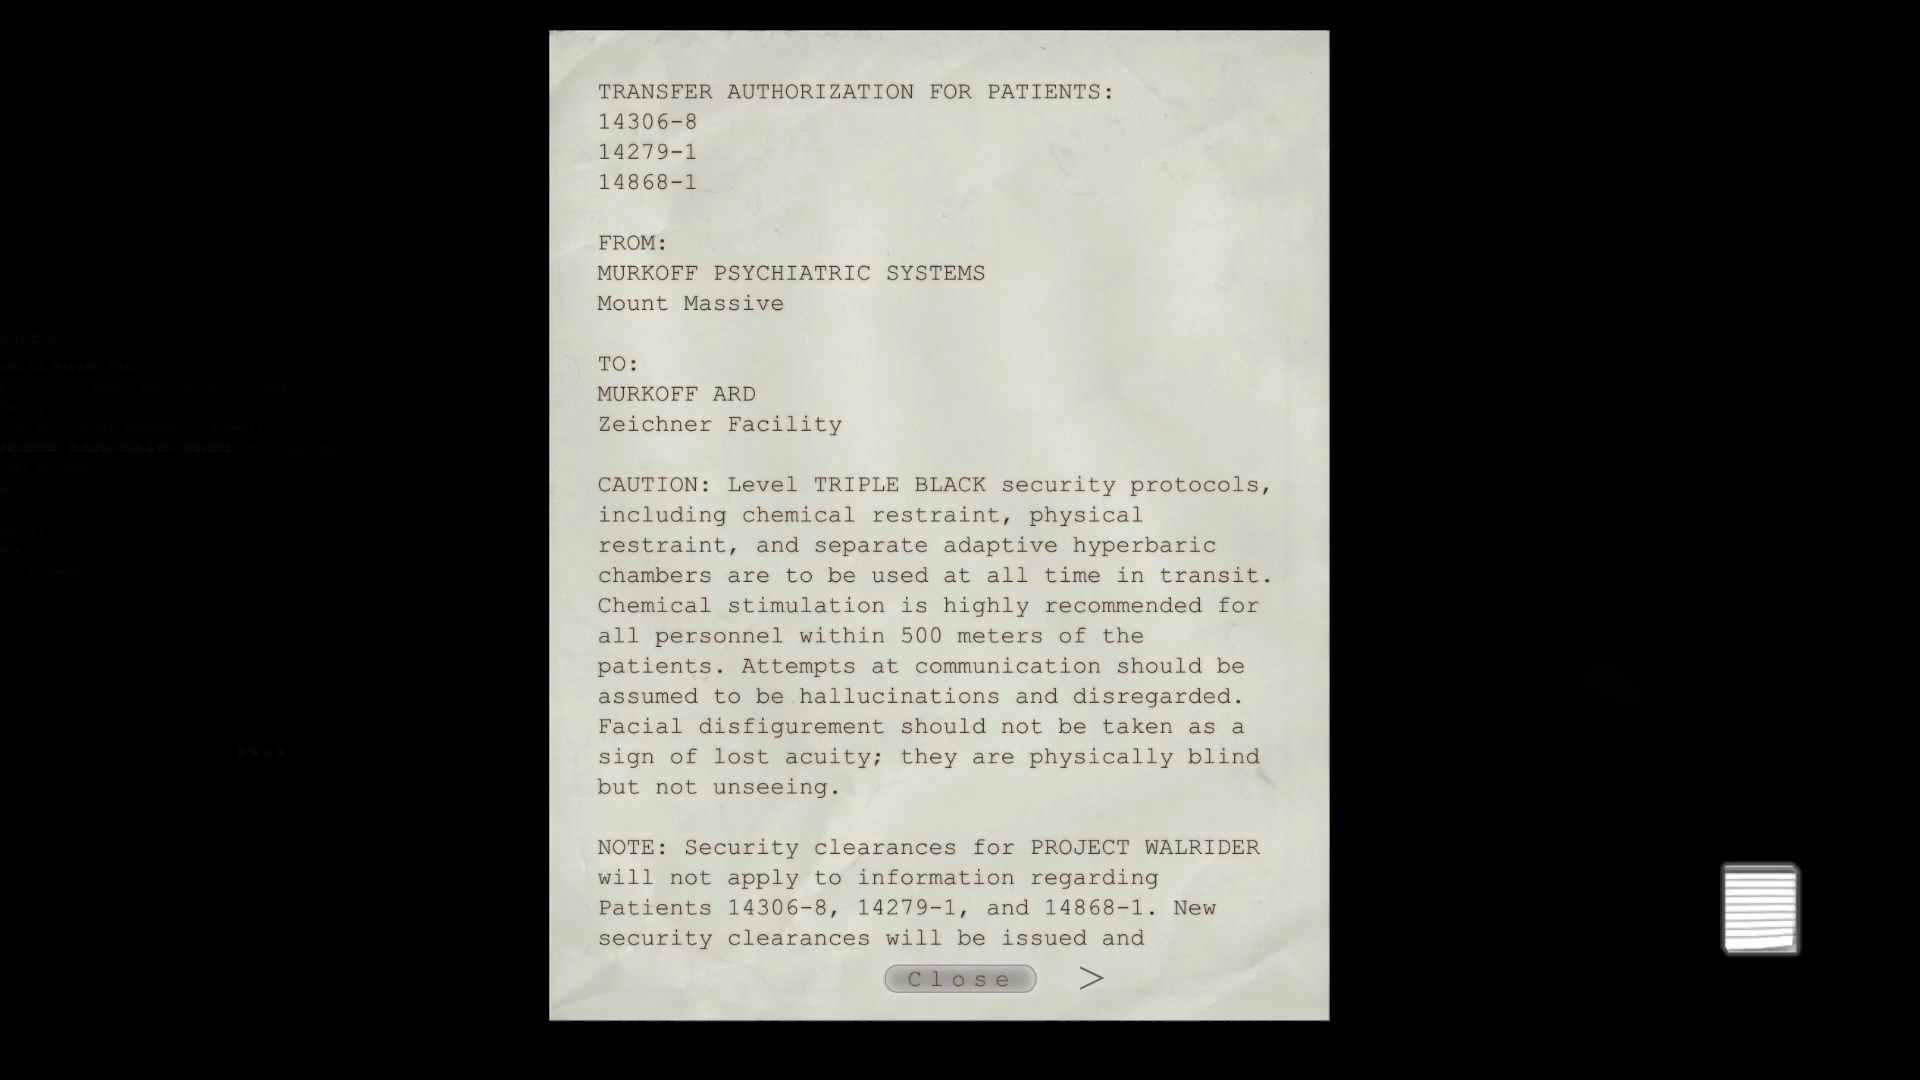 TRANSFER AUTHORIZATION FOR PATIENTS:
14306-8
14279-1
14868-1
FROM:
MURKOFF PSYCHIATRIC SYSTEMS
Mount Massive
TO:
MURKOFF ARD
Zeichner Facility
CAUTION: Level TRIPLE BLACK security protocols,
including chemical restraint, physical
restraint, and separate adaptive hyperbaric
chambers are to be used at all time in transit.
Chemical stimulation is highly recommended for
all personnel within 500 meters of the
patients. Attempts at communication should be
assumed to be hallucinations and disregarded.
Facial disfigurement should not be taken as a
sign of lost acuity; they are physically blind
but not unseeing.
NOTE: Security clearances for PROJECT WALRIDER
will not apply to information regarding
Patients 14306-8, 14279-1, and 14868-1. New
security clearances will be issued and
Close >
Back